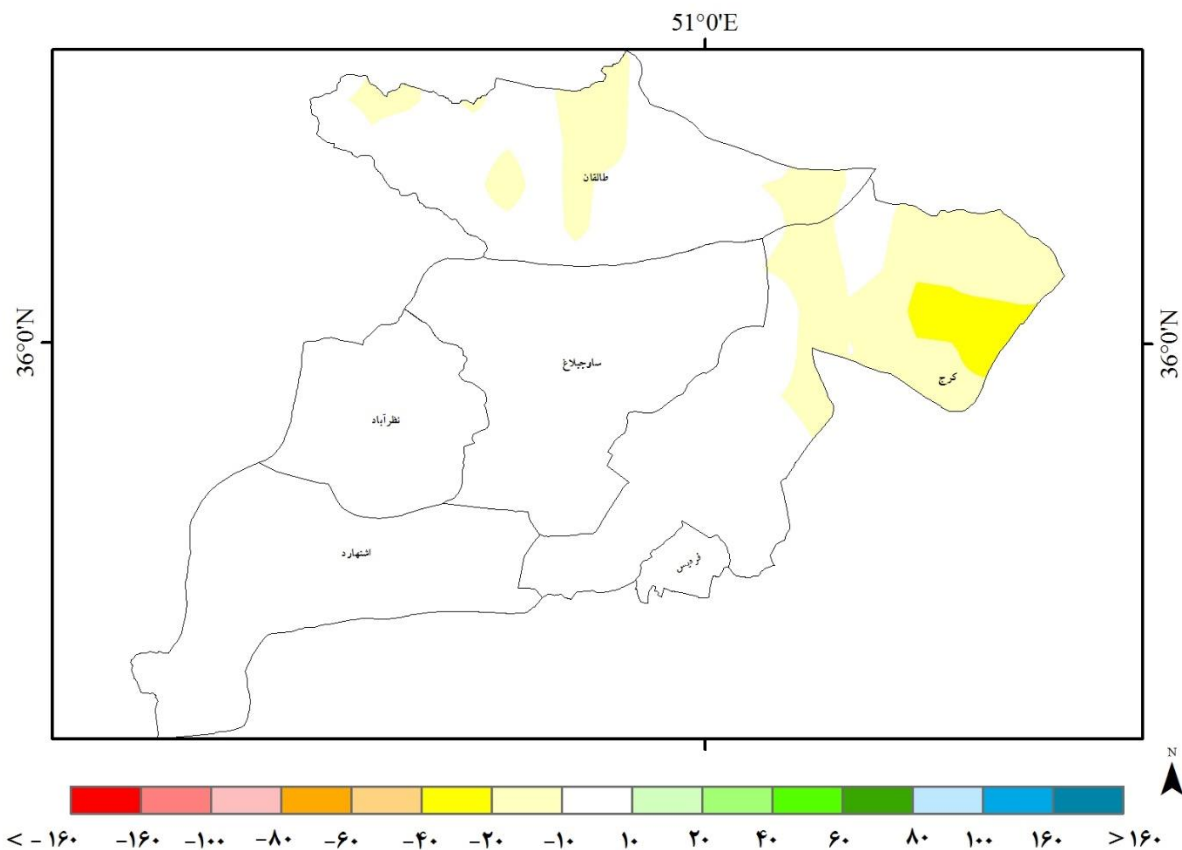 51°0'E
طالقان
36°0'N
36°0'N
ساوجبلاغ
کرج
نظرآباد
اشتهارد
فردیس
N
< -۱۶۰ -۱۶۰ -۱۰۰ -۸۰ -۶۰ -۴۰ -۲۰ -۱۰ ۱۰ ۲۰ ۴۰ ۶۰ ۸۰ ۱۰۰ ۱۶۰ >۱۶۰